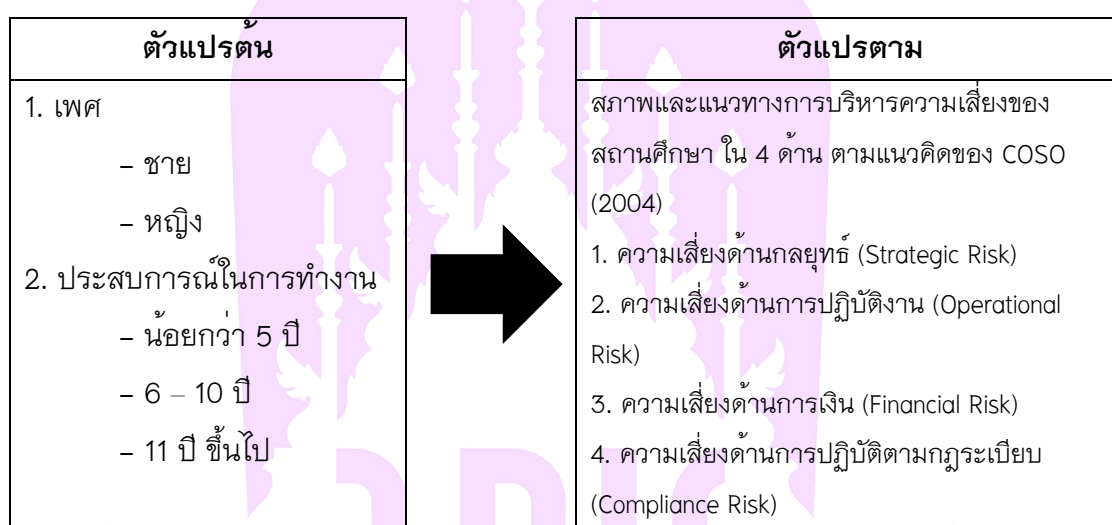 ตัวแปรต้น
1. เพศ
– ชาย
– หญิง
2. ประสบการณ์ในการทำงาน
– น้อยกว่า 5 ปี
– 6 – 10 ปี
– 11 ปี ขึ้นไป
ตัวแปรตาม
สภาพและแนวทางการบริหารความเสี่ยงของ
สถานศึกษา ใน 4 ด้าน ตามแนวคิดของ COSO
(2004)
1. ความเสี่ยงด้านกลยุทธ์ (Strategic Risk)
2. ความเสี่ยงด้านการปฏิบัติงาน (Operational
Risk)
3. ความเสี่ยงด้านการเงิน (Financial Risk)
4. ความเสี่ยงด้านการปฏิบัติตามกฎระเบียบ
(Compliance Risk)